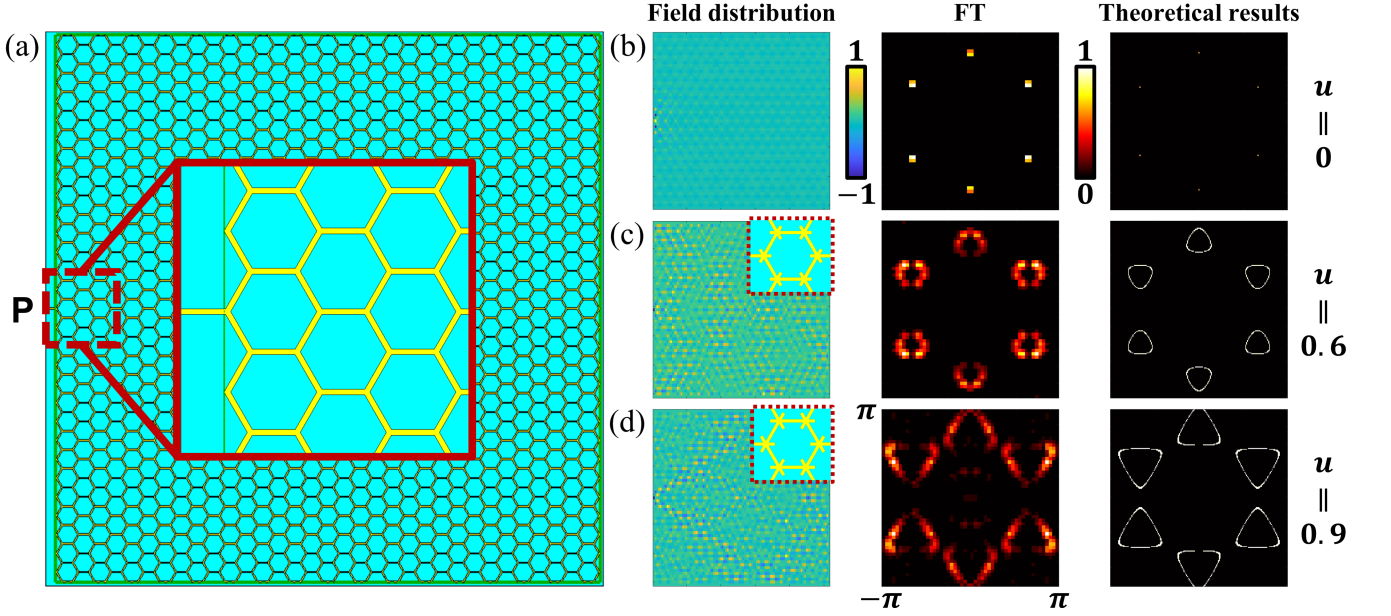 Field distribution FT Theoretical results
(a)
P
(b)
1
−1
1
0
u
=
0
(c)
u
=
0.6
(d)
π
−π π
u
=
0.9